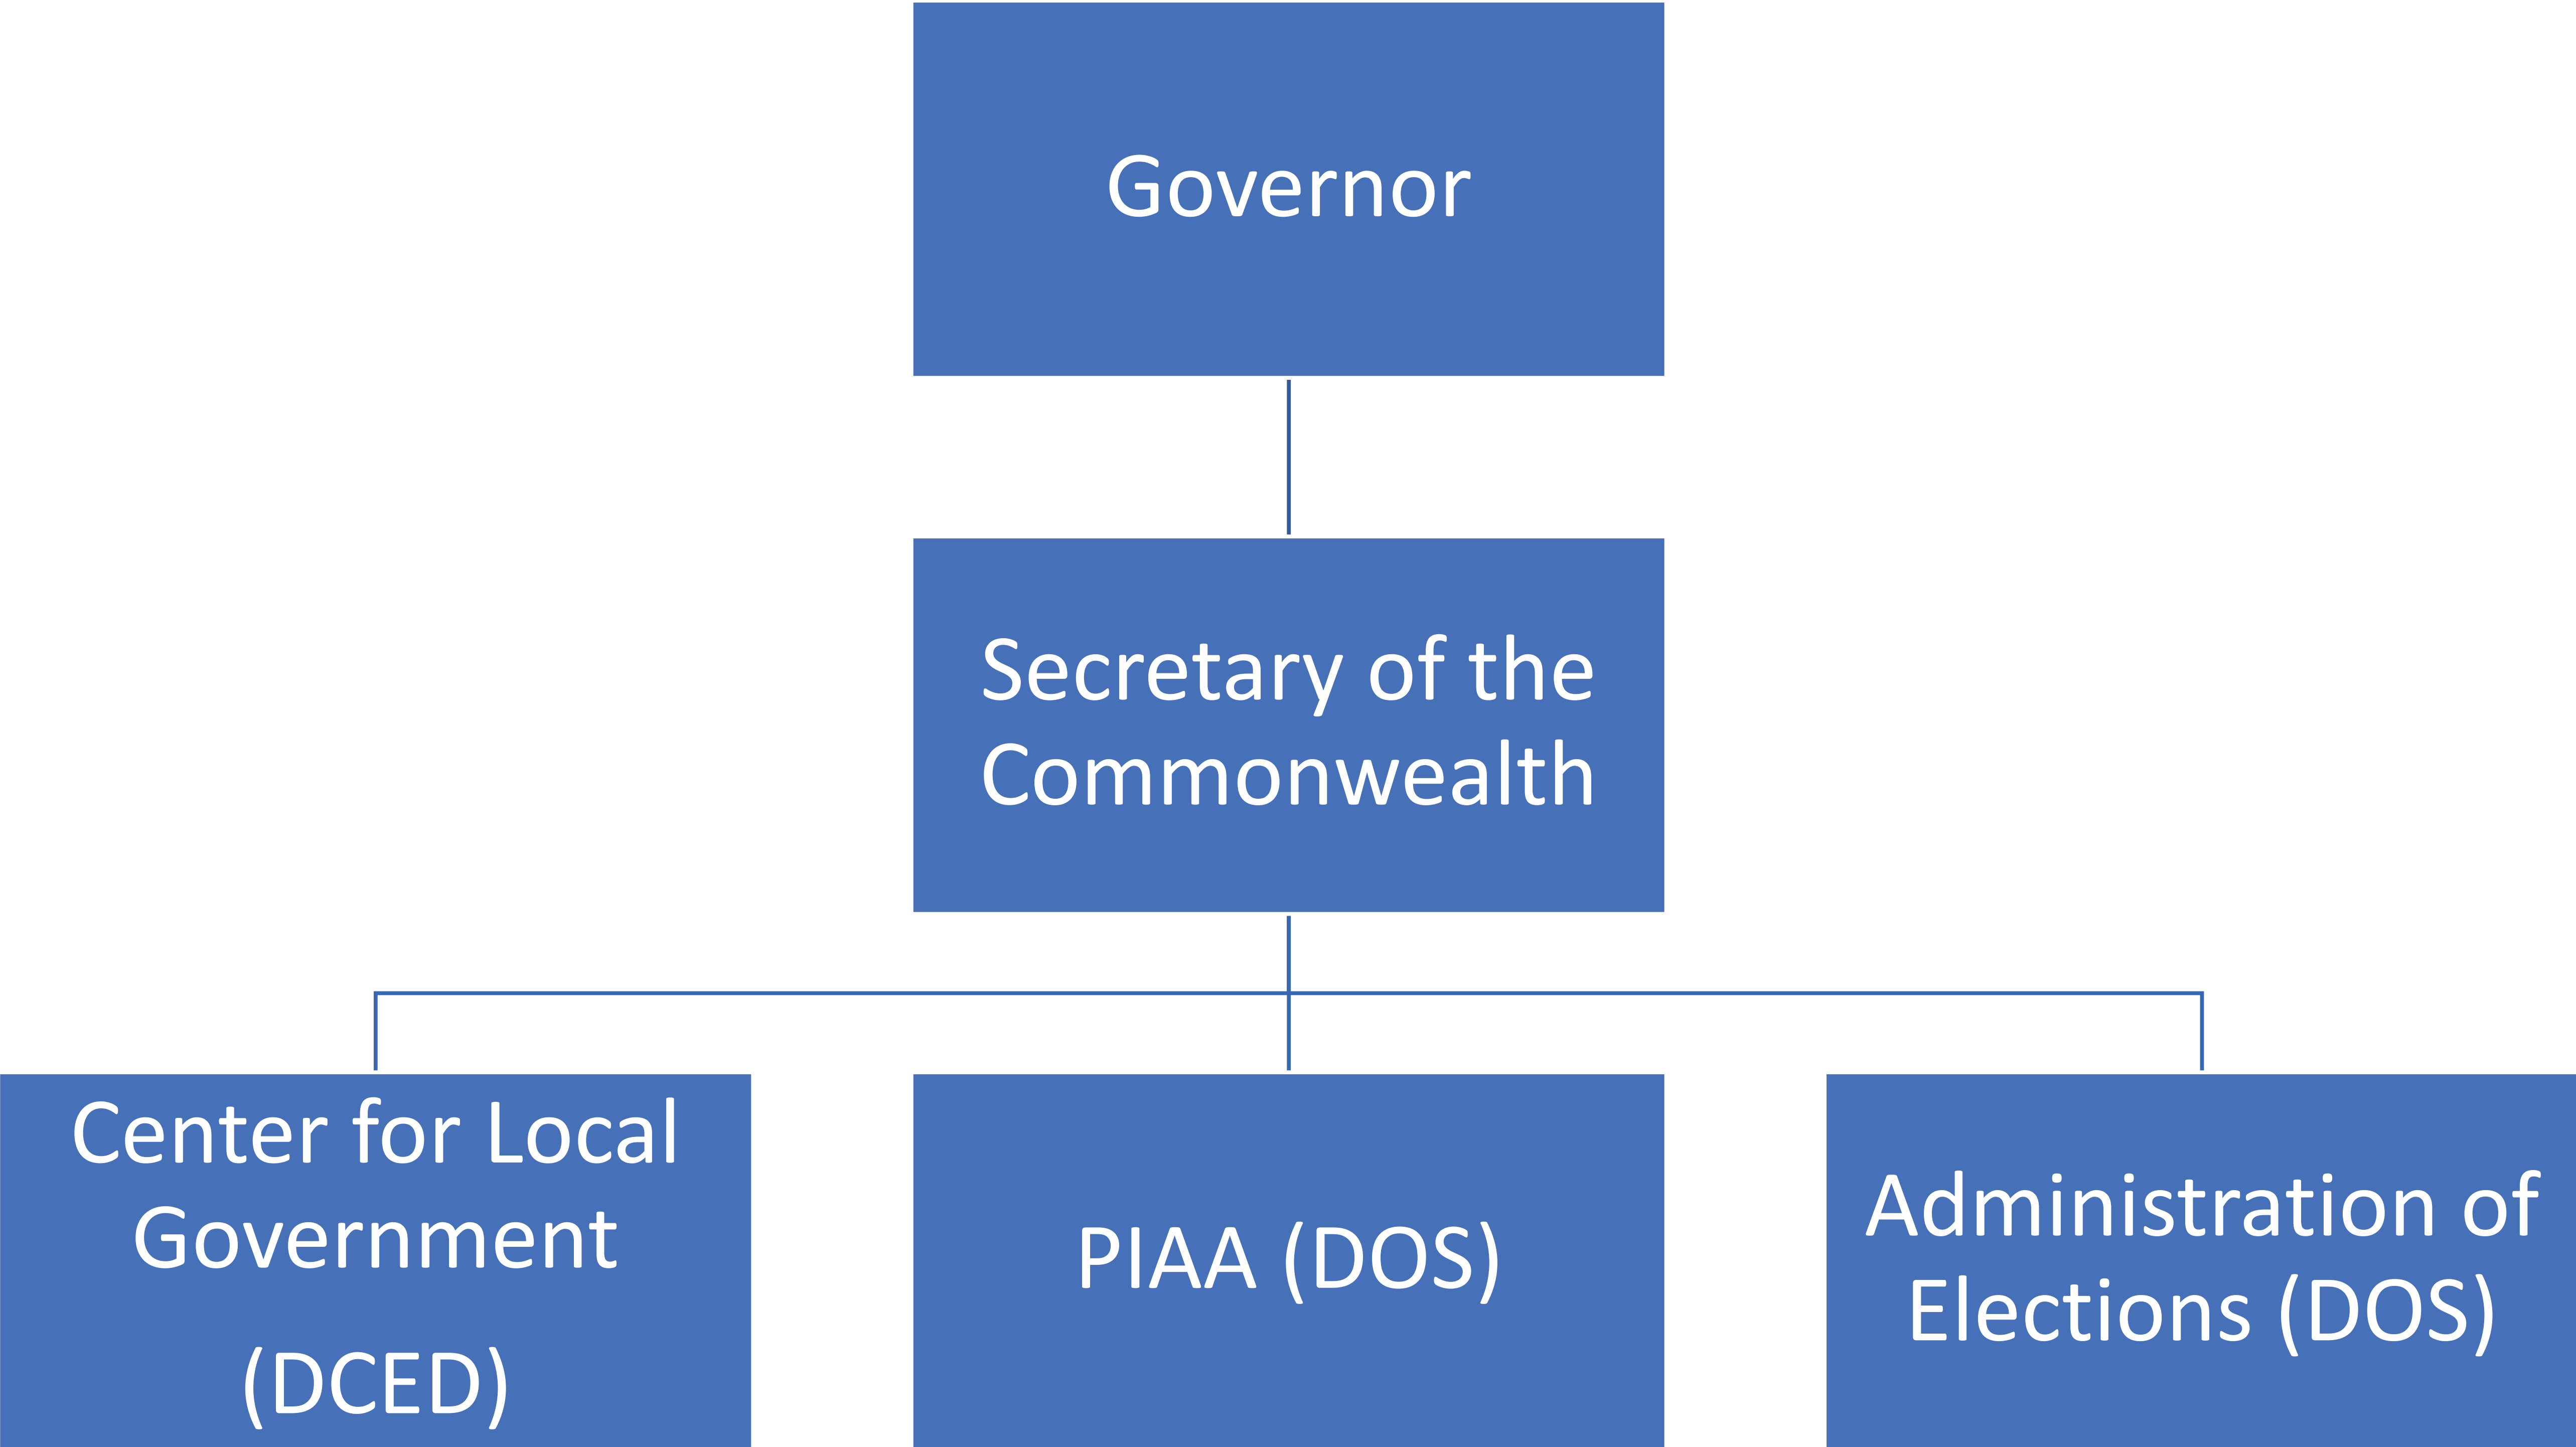 Governor
Secretary of the
Commonwealth
Center for Local
Government
(DCED)
PIAA (DOS)
Administration of
Elections (DOS)